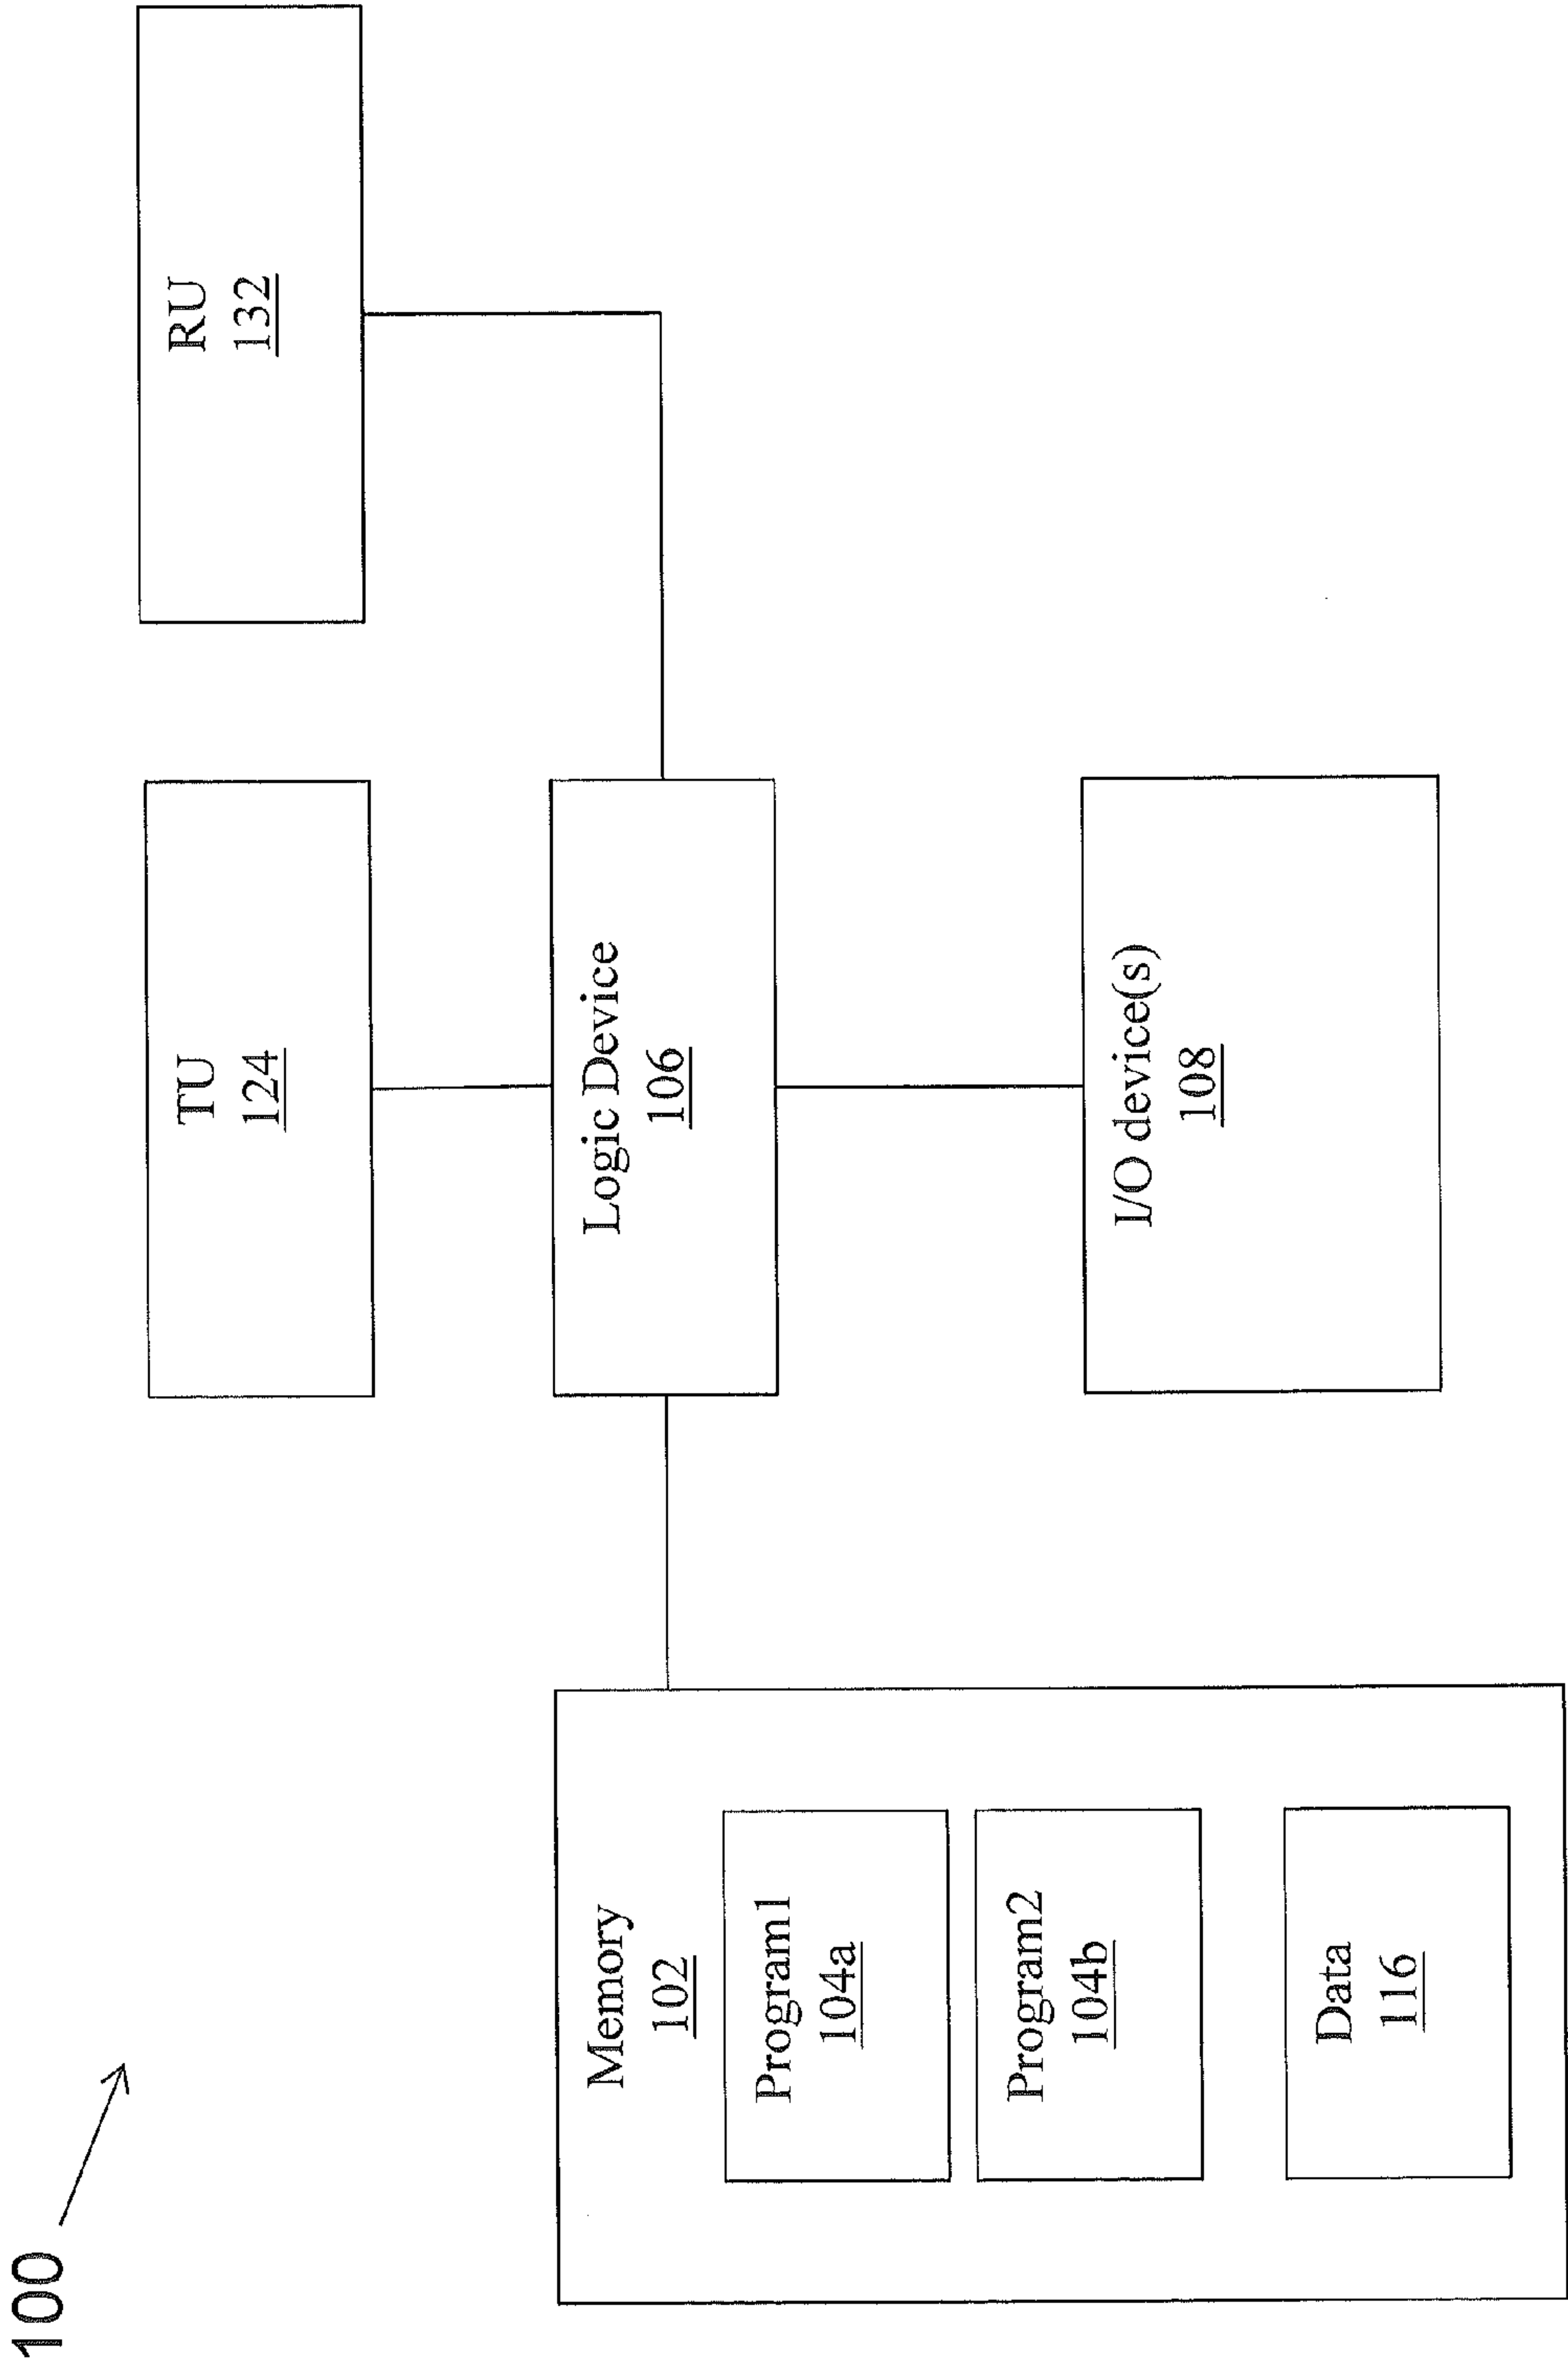 100
TU
124
RU
132
Memory
102
Logic Device
106
Program1
104a
Program2
104b
I/O device(s)
108
Data
116